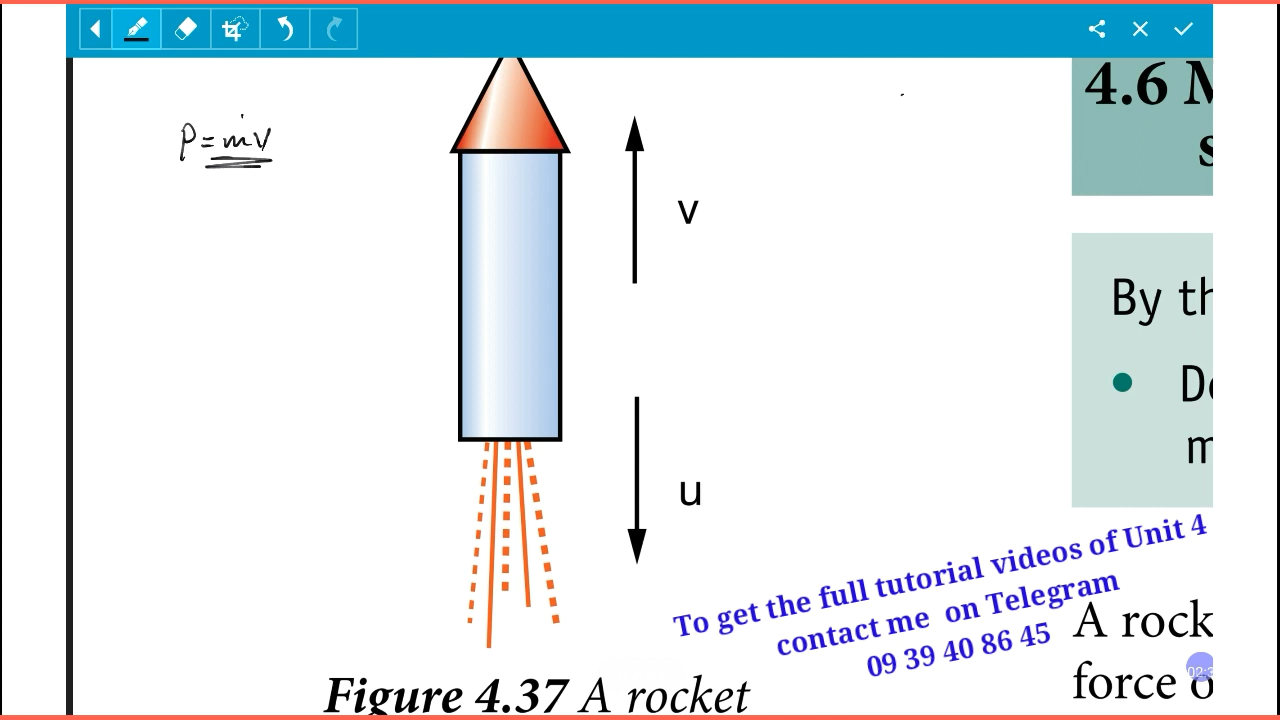 4.6 M
s
P = mv
v
By th
De
m
u
To get the full tutorial videos of Unit 4
contact me on Telegram
09 39 40 86 45
A rock
force o
Figure 4.37 A rocket